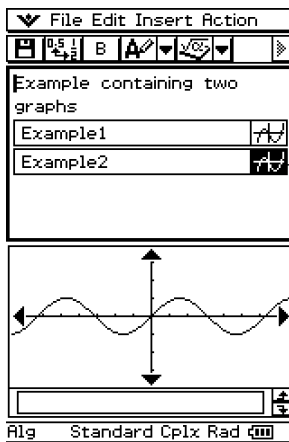 File Edit Insert Action
B
Example containing two
graphs
Example1
Example2
Alg Standard Cplx Rad